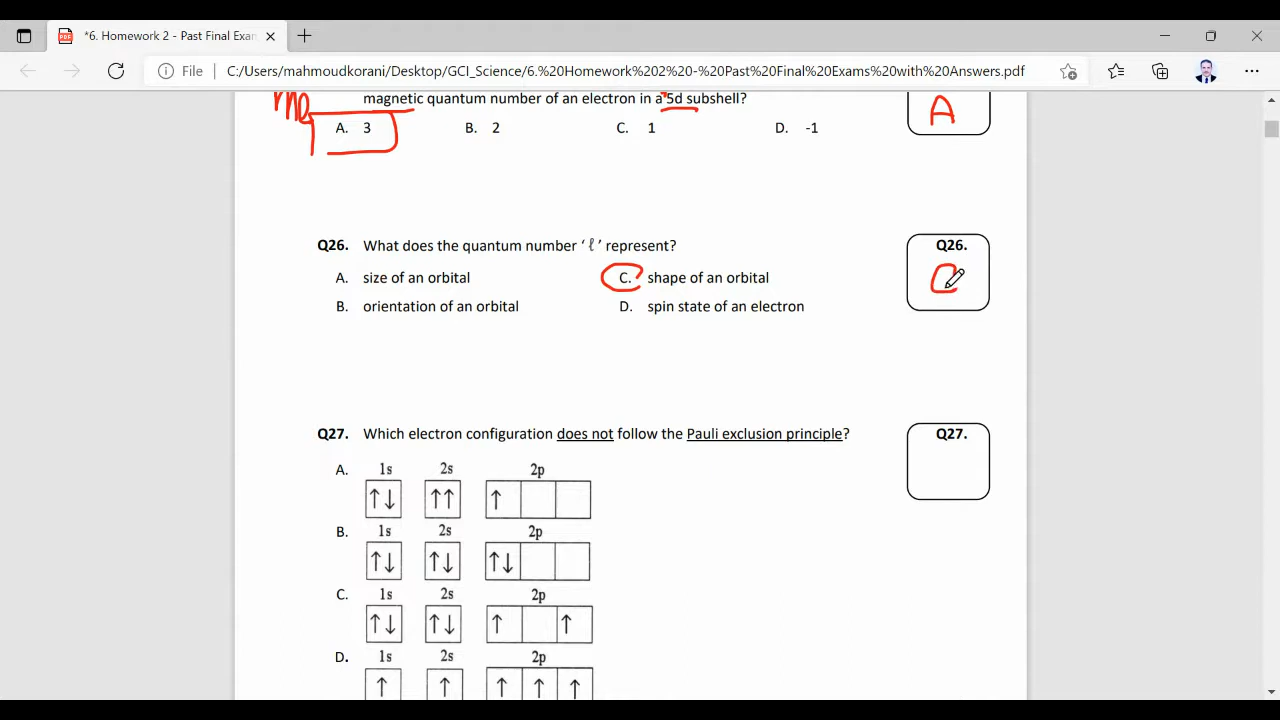 *6. Homework 2 - Past Final Exam
File
C:/Users/mahmoudkorani/Desktop/GCI_Science/6.%20Homework%202%20-%20Past%20Final%20Exams%20with%20Answers.pdf
me
magnetic quantum number of an electron in a 5d subshell?
A. 3 B. 2 C. 1 D. -1
A
Q26. What does the quantum number ‘ℓ’ represent?
Q26.
A. size of an orbital C. shape of an orbital
B. orientation of an orbital D. spin state of an electron
C
Q27. Which electron configuration does not follow the Pauli exclusion principle?
Q27.
A. 1s 2s 2p
↑↓ ↑↑ ↑
B. 1s 2s 2p
↑↓ ↑↓ ↑↓
C. 1s 2s 2p
↑↓ ↑↓ ↑ ↑
D. 1s 2s 2p
↑ ↑ ↑ ↑ ↑